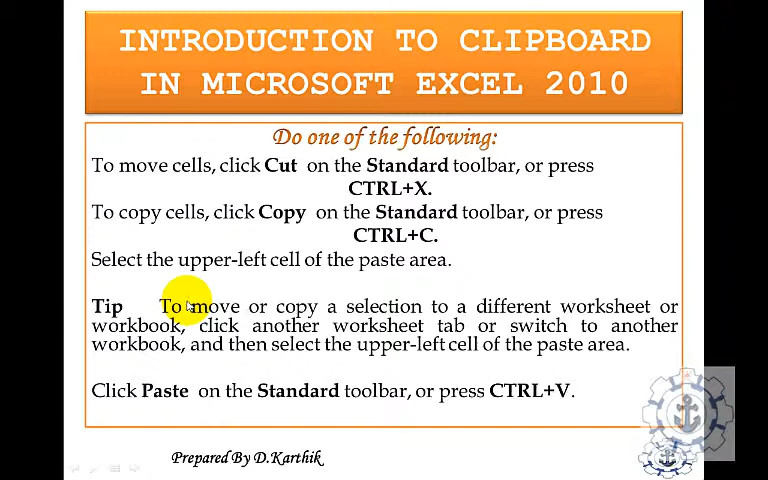 INTRODUCTION TO CLIPBOARD
IN MICROSOFT EXCEL 2010
Do one of the following:
To move cells, click Cut on the Standard toolbar, or press
CTRL+X.
To copy cells, click Copy on the Standard toolbar, or press
CTRL+C.
Select the upper-left cell of the paste area.
Tip To move or copy a selection to a different worksheet or
workbook, click another worksheet tab or switch to another
workbook, and then select the upper-left cell of the paste area.
Click Paste on the Standard toolbar, or press CTRL+V.
Prepared By D.Karthik